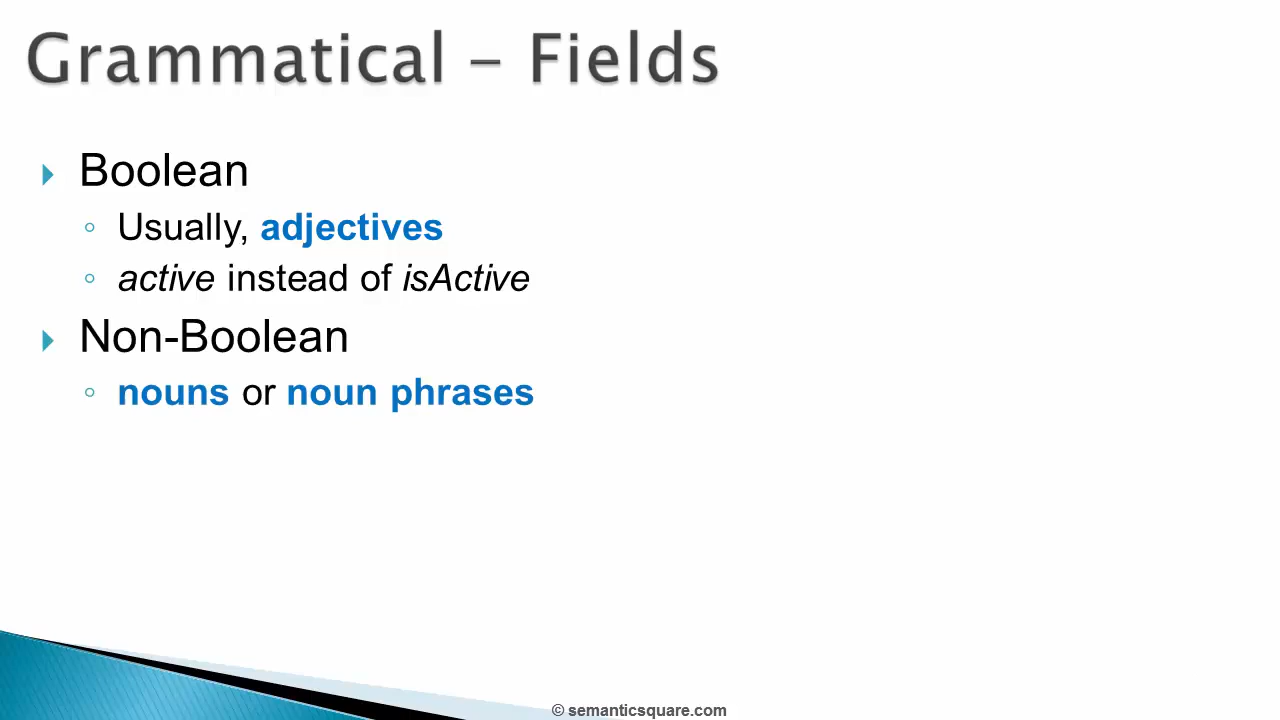 Grammatical – Fields
Boolean
Usually, adjectives
active instead of isActive
Non-Boolean
nouns or noun phrases
© semanticsquare.com